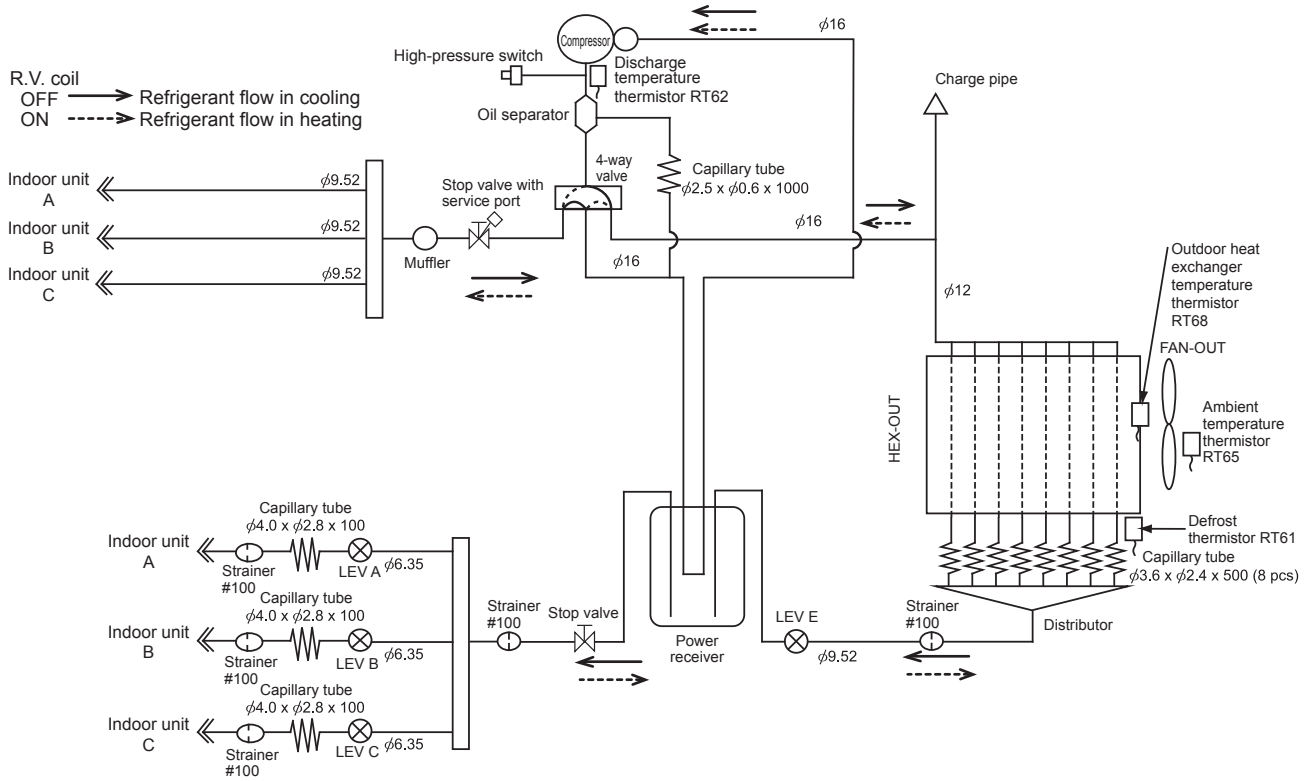 Compressor
ϕ16
High-pressure switch
Discharge
temperature
thermistor RT62
R.V. coil
OFF Refrigerant flow in cooling
ON Refrigerant flow in heating
Charge pipe
Oil separator
4-way
valve
Capillary tube
ϕ2.5 x ϕ0.6 x 1000
Indoor unit
A
ϕ9.52
Stop valve with
service port
Indoor unit
B
ϕ9.52
Muffler
Indoor unit
C
ϕ9.52
ϕ16
ϕ16
ϕ12
Outdoor heat
exchanger
temperature
thermistor
RT68
FAN-OUT
HEX-OUT
Ambient
temperature
thermistor
RT65
Defrost
thermistor RT61
Capillary tube
ϕ3.6 x ϕ2.4 x 500 (8 pcs)
Distributor
Capillary tube
ϕ4.0 x ϕ2.8 x 100
Indoor unit
A
Strainer
#100
LEV A
ϕ6.35
Capillary tube
ϕ4.0 x ϕ2.8 x 100
Indoor unit
B
Strainer
#100
LEV B
ϕ6.35
Capillary tube
ϕ4.0 x ϕ2.8 x 100
Indoor unit
C
Strainer
#100
LEV C
ϕ6.35
Strainer
#100
Stop valve
Power
receiver
LEV E
ϕ9.52
Strainer
#100